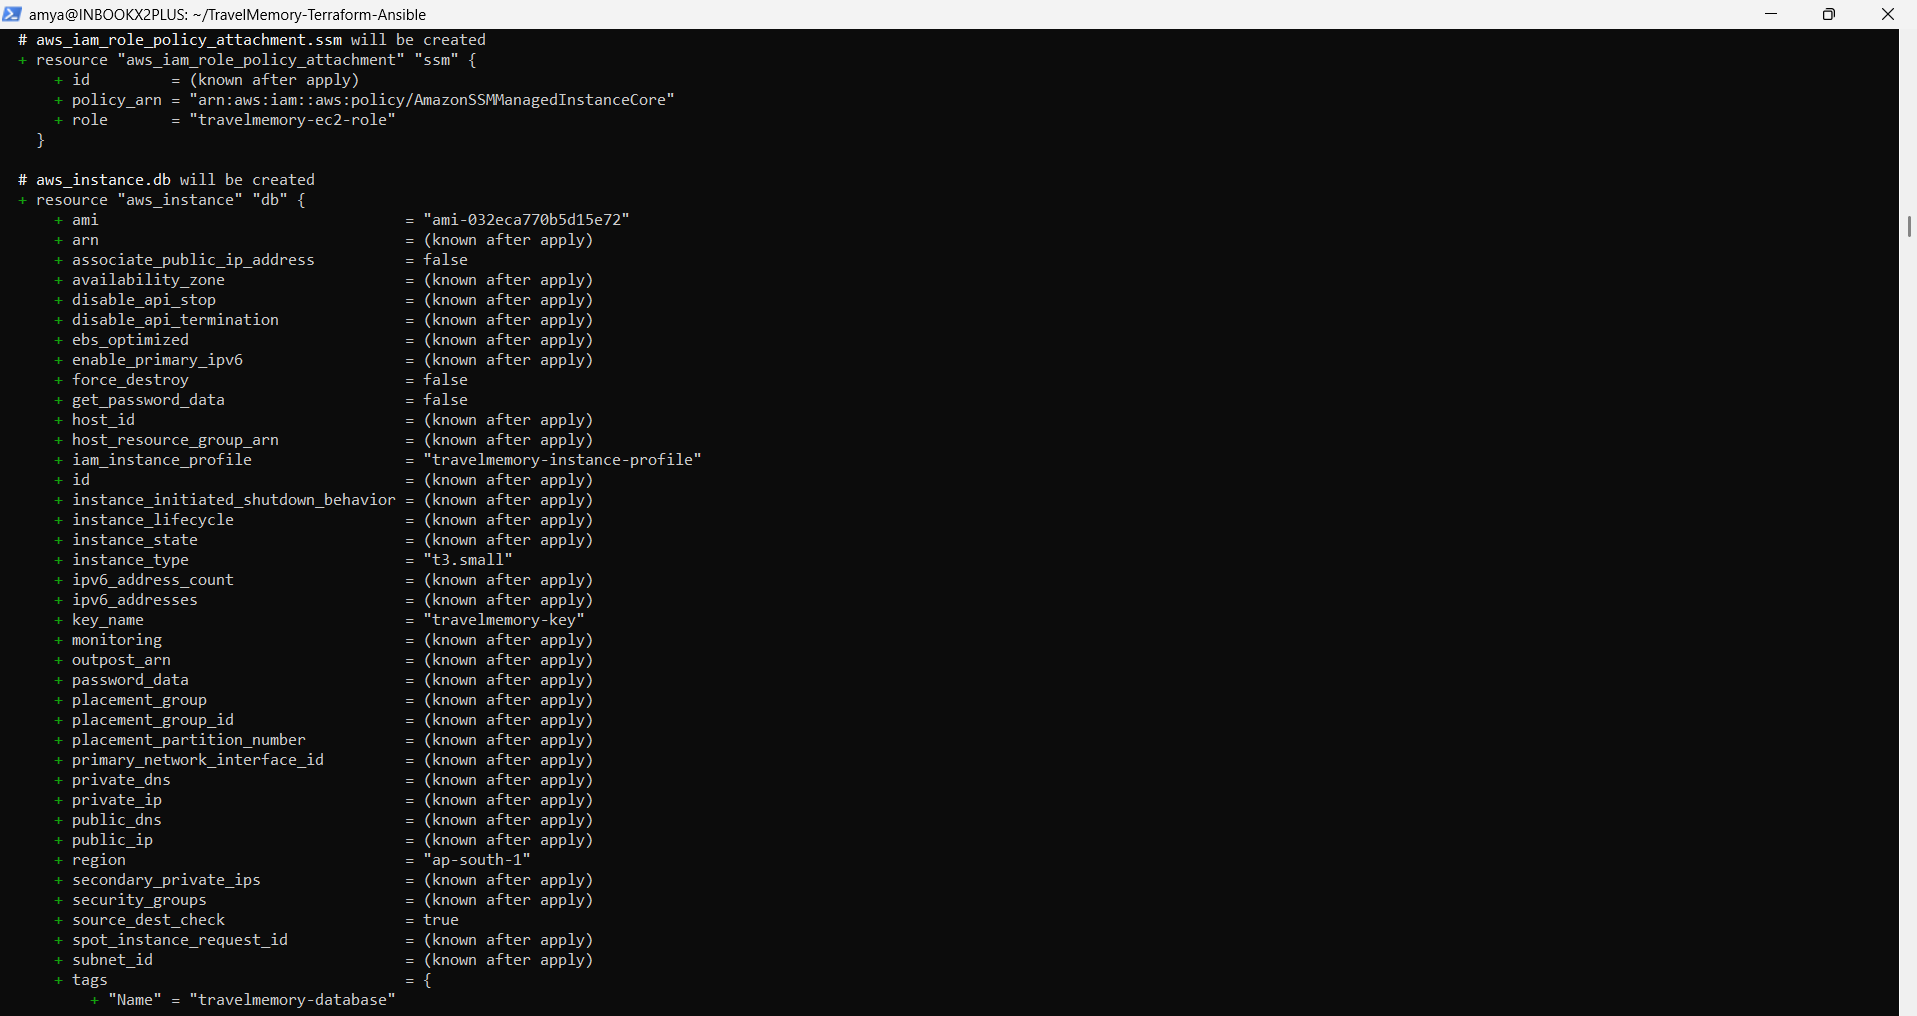 amya@INBOOKX2PLUS: ~/TravelMemory-Terraform-Ansible
# aws_iam_role_policy_attachment.ssm will be created
+ resource "aws_iam_role_policy_attachment" "ssm" {
    + id         = (known after apply)
    + policy_arn = "arn:aws:iam::aws:policy/AmazonSSMManagedInstanceCore"
    + role       = "travelmemory-ec2-role"
  }
# aws_instance.db will be created
+ resource "aws_instance" "db" {
    + ami                                  = "ami-032eca770b5d15e72"
    + arn                                  = (known after apply)
    + associate_public_ip_address          = false
    + availability_zone                    = (known after apply)
    + disable_api_stop                     = (known after apply)
    + disable_api_termination              = (known after apply)
    + ebs_optimized                        = (known after apply)
    + enable_primary_ipv6                  = (known after apply)
    + force_destroy                        = false
    + get_password_data                    = false
    + host_id                              = (known after apply)
    + host_resource_group_arn              = (known after apply)
    + iam_instance_profile                 = "travelmemory-instance-profile"
    + id                                   = (known after apply)
    + instance_initiated_shutdown_behavior = (known after apply)
    + instance_lifecycle                   = (known after apply)
    + instance_state                       = (known after apply)
    + instance_type                        = "t3.small"
    + ipv6_address_count                   = (known after apply)
    + ipv6_addresses                       = (known after apply)
    + key_name                             = "travelmemory-key"
    + monitoring                           = (known after apply)
    + outpost_arn                          = (known after apply)
    + password_data                        = (known after apply)
    + placement_group                      = (known after apply)
    + placement_group_id                   = (known after apply)
    + placement_partition_number           = (known after apply)
    + primary_network_interface_id         = (known after apply)
    + private_dns                          = (known after apply)
    + private_ip                           = (known after apply)
    + public_dns                           = (known after apply)
    + public_ip                            = (known after apply)
    + region                               = "ap-south-1"
    + secondary_private_ips                = (known after apply)
    + security_groups                      = (known after apply)
    + source_dest_check                    = true
    + spot_instance_request_id             = (known after apply)
    + subnet_id                            = (known after apply)
    + tags                                 = {
        + "Name" = "travelmemory-database"